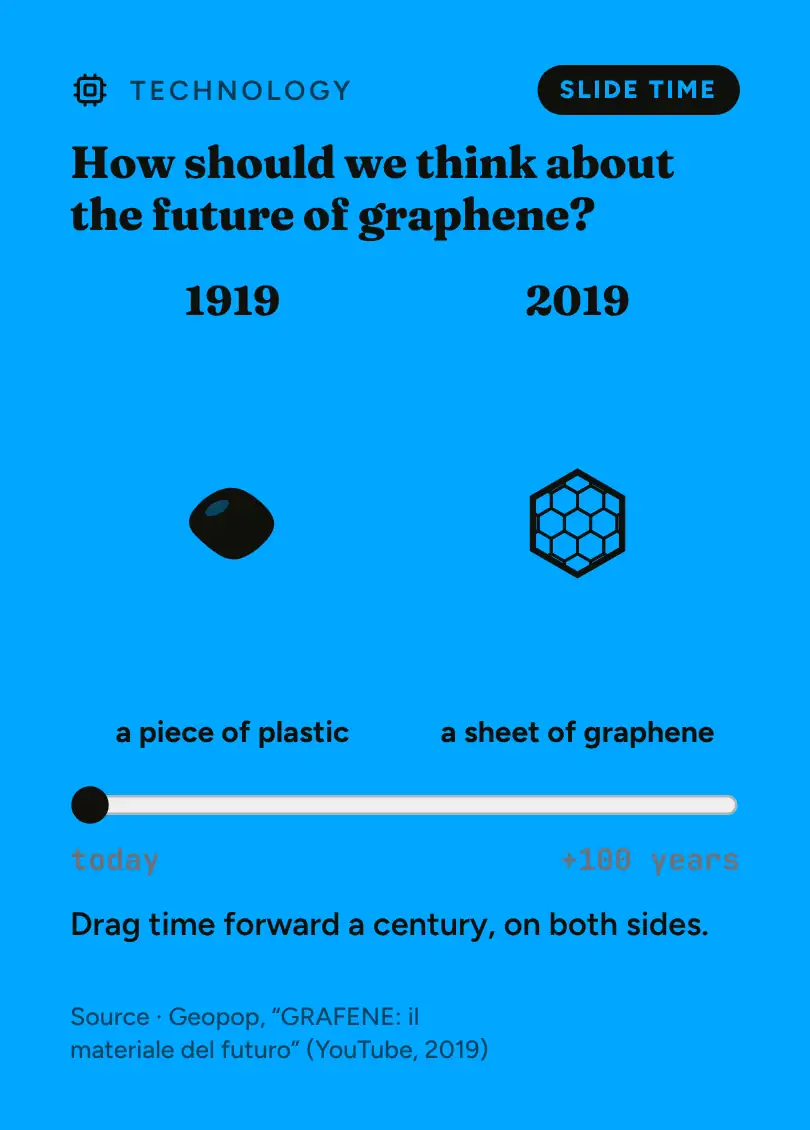 TECHNOLOGY
SLIDE TIME
How should we think about
the future of graphene?
1919
2019
a piece of plastic
a sheet of graphene
today
+100 years
Drag time forward a century, on both sides.
Source · Geopop, “GRAFENE: il
materiale del futuro” (YouTube, 2019)